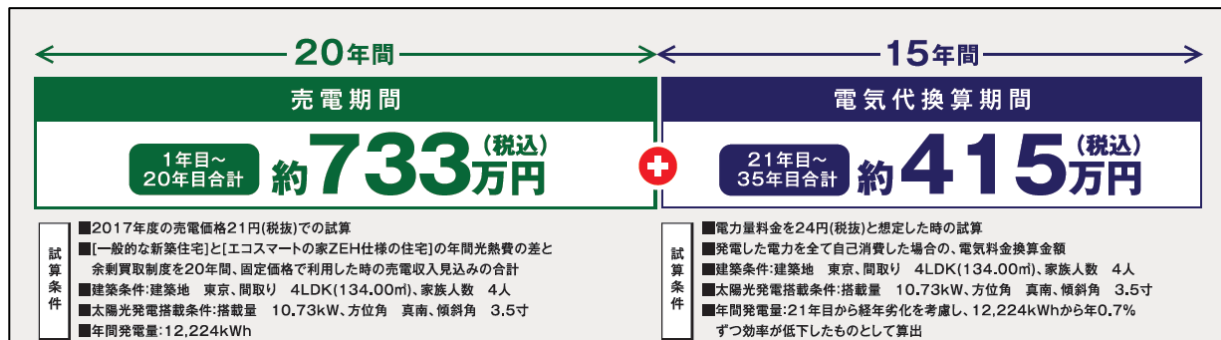 20年間
売電期間
1年目～
20年目合計
約733万円(税込)
試算条件
■2017年度の売電価格21円(税抜)での試算
■[一般的な新築住宅]と[エコスマートの家ZEH仕様の住宅]の年間光熱費の差と
余剰買取制度を20年間、固定価格で利用した時の売電収入見込みの合計
■建築条件:建築地　東京、間取り　4LDK(134.00㎡)、家族人数　4人
■太陽光発電搭載条件:搭載量　10.73kW、方位角　真南、傾斜角　3.5寸
■年間発電量:12,224kWh
+
15年間
電気代換算期間
21年目～
35年目合計
約415万円(税込)
試算条件
■電力量料金を24円(税抜)と想定した時の試算
■発電した電力を全て自己消費した場合の、電気料金換算金額
■建築条件:建築地　東京、間取り　4LDK(134.00㎡)、家族人数　4人
■太陽光発電搭載条件:搭載量　10.73kW、方位角　真南、傾斜角　3.5寸
■年間発電量:21年目から経年劣化を考慮し、12,224kWhから年0.7%
ずつ効率が低下したものとして算出